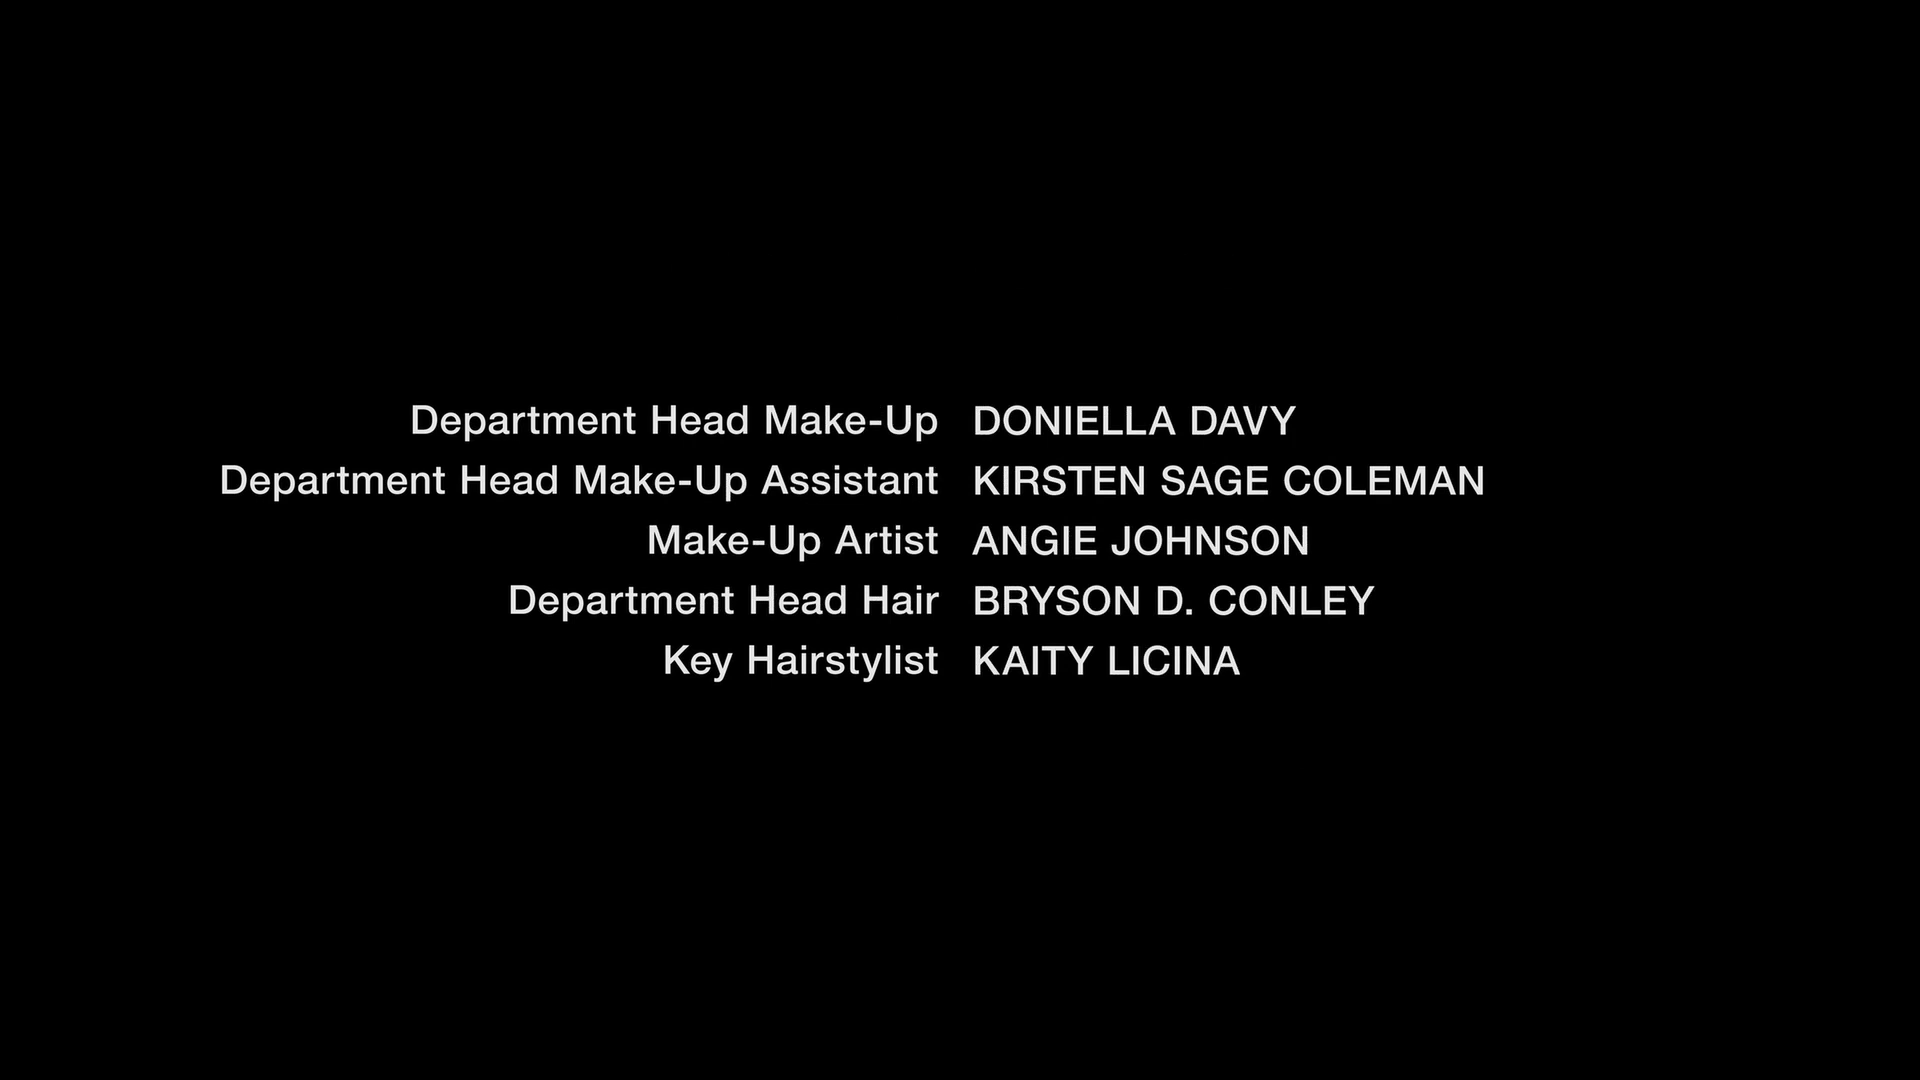 Department Head Make-Up DONIELLA DAVY
Department Head Make-Up Assistant KIRSTEN SAGE COLEMAN
Make-Up Artist ANGIE JOHNSON
Department Head Hair BRYSON D. CONLEY
Key Hairstylist KAITY LICINA